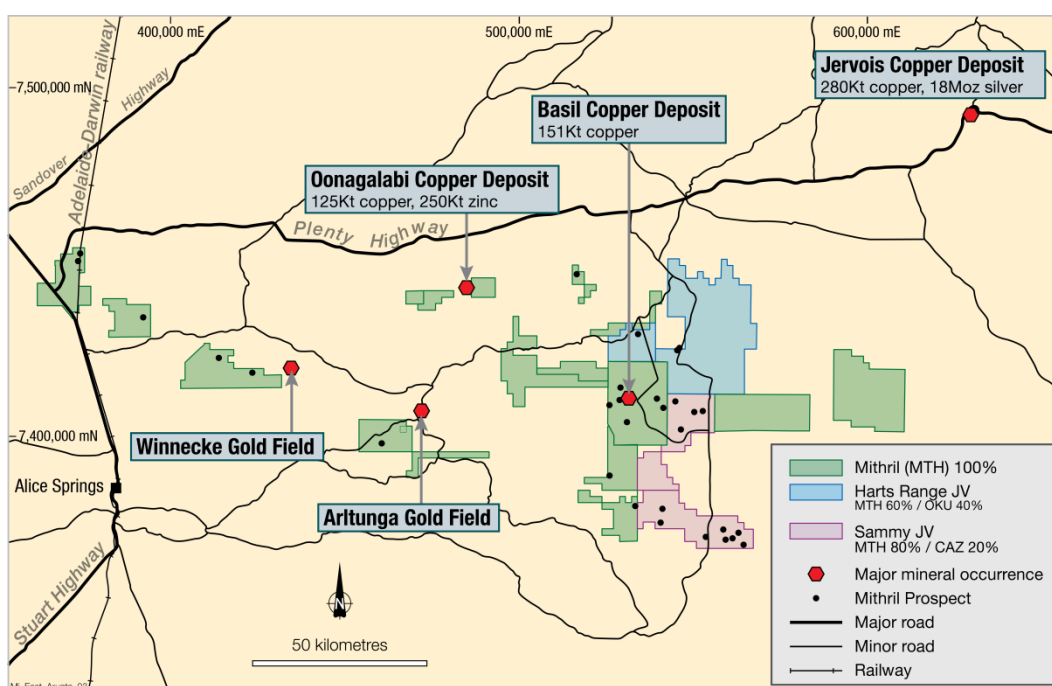 400,000 mE
500,000 mE
600,000 mE
7,500,000 mN
Adelaide-Darwin railway
Highway
Sandover
Jervois Copper Deposit
280Kt copper, 18Moz silver
Basil Copper Deposit
151Kt copper
Oonagalabi Copper Deposit
125Kt copper, 250Kt zinc
Plenty Highway
7,400,000 mN
Winnecke Gold Field
Alice Springs
Arltunga Gold Field
Stuart Highway
N
50 kilometres
Mithril (MTH) 100%
Harts Range JV
MTH 60% / OKU 40%
Sammy JV
MTH 80% / CAZ 20%
Major mineral occurrence
Mithril Prospect
Major road
Minor road
Railway